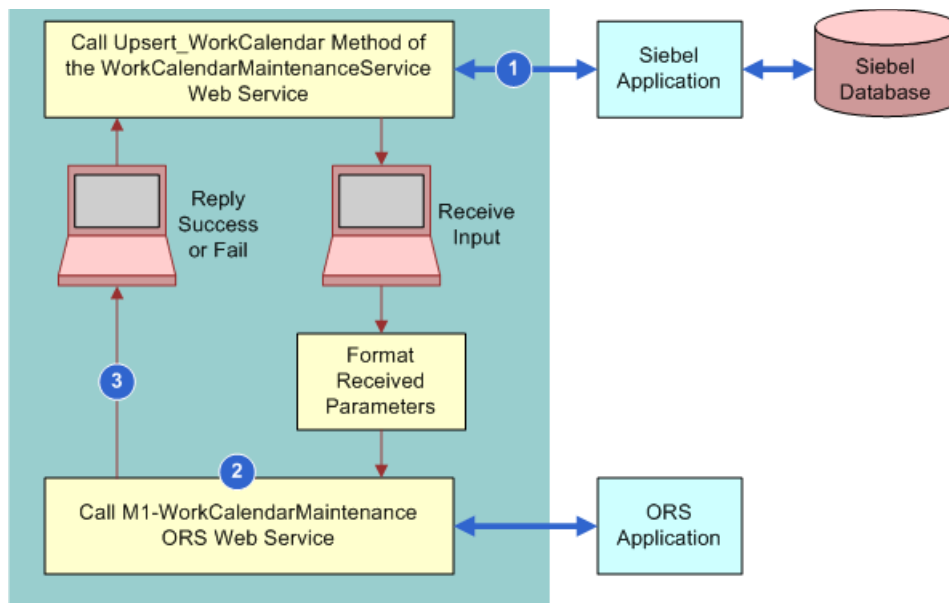 Call Upsert_WorkCalendar Method of
the WorkCalendarMaintenanceService
Web Service
1
Siebel
Application
Siebel
Database
Reply
Success
or Fail
Receive
Input
Format
Received
Parameters
3
2
Call M1-WorkCalendarMaintenance
ORS Web Service
ORS
Application